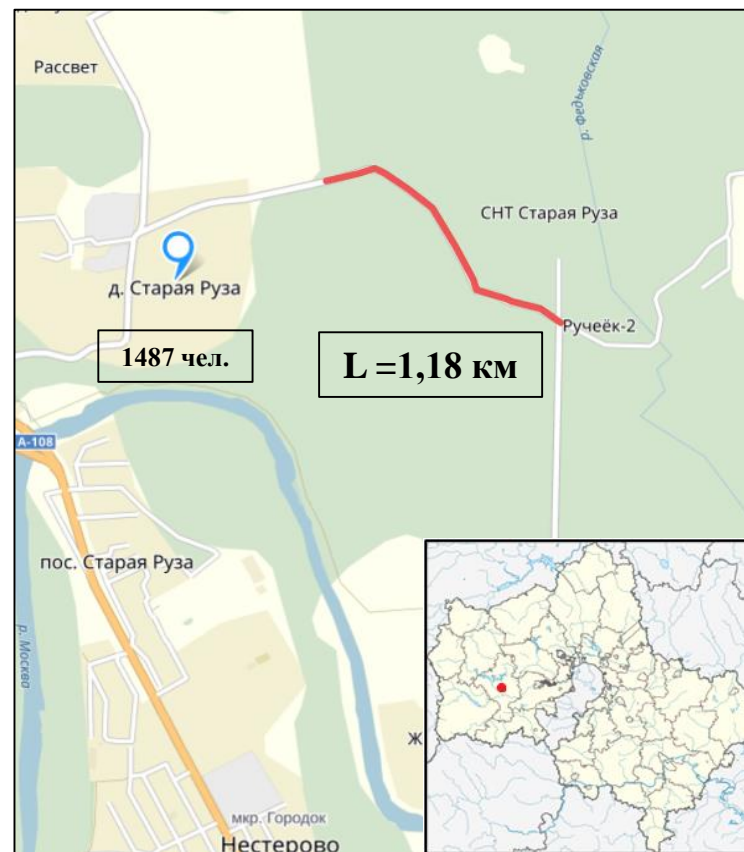 Рассвет
р. Федьковская
СНТ Старая Руза
д. Старая Руза
Ручеёк-2
1487 чел.
L =1,18 км
А-108
пос. Старая Руза
р. Москва
Ж
мкр. Городок
Нестерово